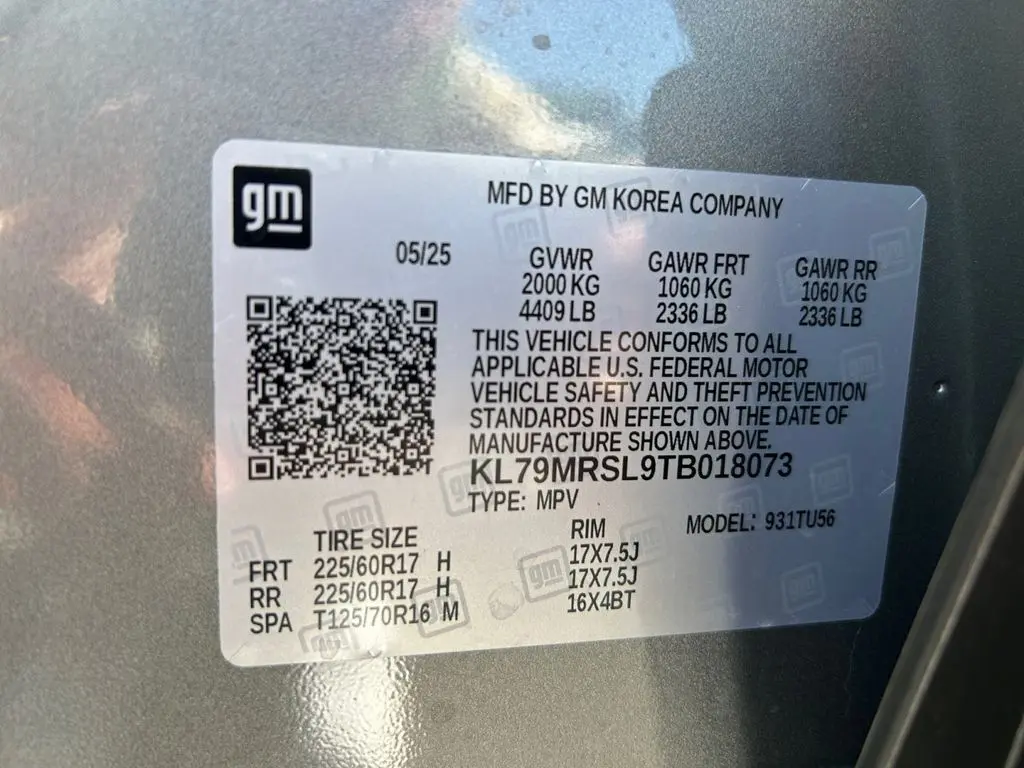 gm
MFD BY GM KOREA COMPANY
05/25
GVWR GAWR FRT GAWR RR
2000 KG 1060 KG 1060 KG
4409 LB 2336 LB 2336 LB
THIS VEHICLE CONFORMS TO ALL
APPLICABLE U.S. FEDERAL MOTOR
VEHICLE SAFETY AND THEFT PREVENTION
STANDARDS IN EFFECT ON THE DATE OF
MANUFACTURE SHOWN ABOVE.
KL79MRSL9TB018073
TYPE: MPV
MODEL: 931TU56
TIRE SIZE RIM
FRT 225/60R17 H 17X7.5J
RR 225/60R17 H 17X7.5J
SPA T125/70R16 M 16X4BT